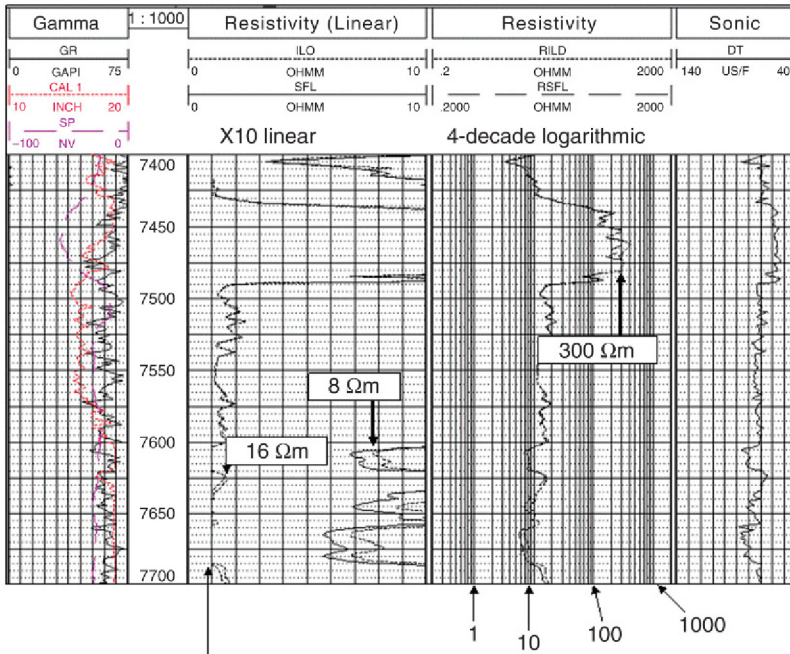 Gamma
1 : 1000
Resistivity (Linear)
Resistivity
Sonic
GR
0 GAPI 75
CAL 1
10 INCH 20
SP
−100 NV 0
ILO
0 OHMM 10
SFL
0 OHMM 10
X10 linear
RILD
.2 OHMM 2000
RSFL
.2000 OHMM 2000
4-decade logarithmic
DT
140 US/F 40
7400
7450
7500
7550
7600
7650
7700
300 Ωm
8 Ωm
16 Ωm
1
10
100
1000